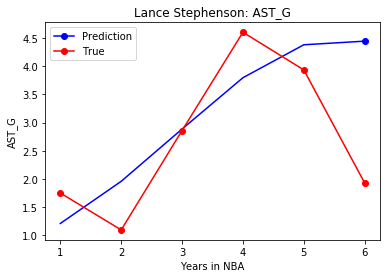 Lance Stephenson: AST_G
Prediction
True
4.5
4.0
3.5
3.0
2.5
2.0
1.5
1.0
AST_G
1 2 3 4 5 6
Years in NBA